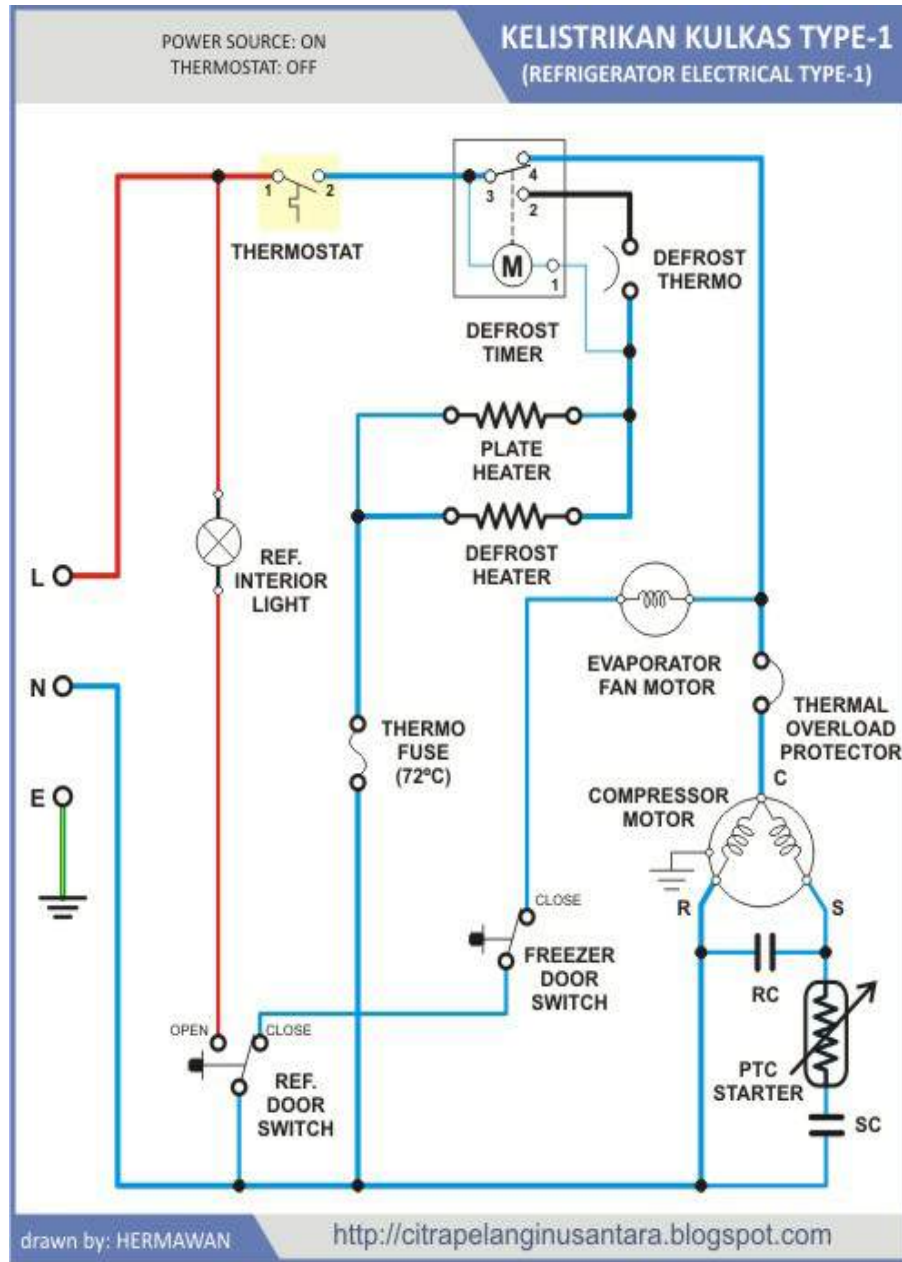 POWER SOURCE: ON
THERMOSTAT: OFF
KELISTRIKAN KULKAS TYPE-1
(REFRIGERATOR ELECTRICAL TYPE-1)
1
2
THERMOSTAT
3
4
2
M
1
DEFROST
TIMER
DEFROST
THERMO
PLATE
HEATER
DEFROST
HEATER
L
REF.
INTERIOR
LIGHT
EVAPORATOR
FAN MOTOR
N
THERMO
FUSE
(72ºC)
THERMAL
OVERLOAD
PROTECTOR
E
C
COMPRESSOR
MOTOR
R
S
CLOSE
FREEZER
DOOR
SWITCH
RC
OPEN
CLOSE
REF.
DOOR
SWITCH
PTC
STARTER
SC
drawn by: HERMAWAN
http://citrapelanginusantara.blogspot.com